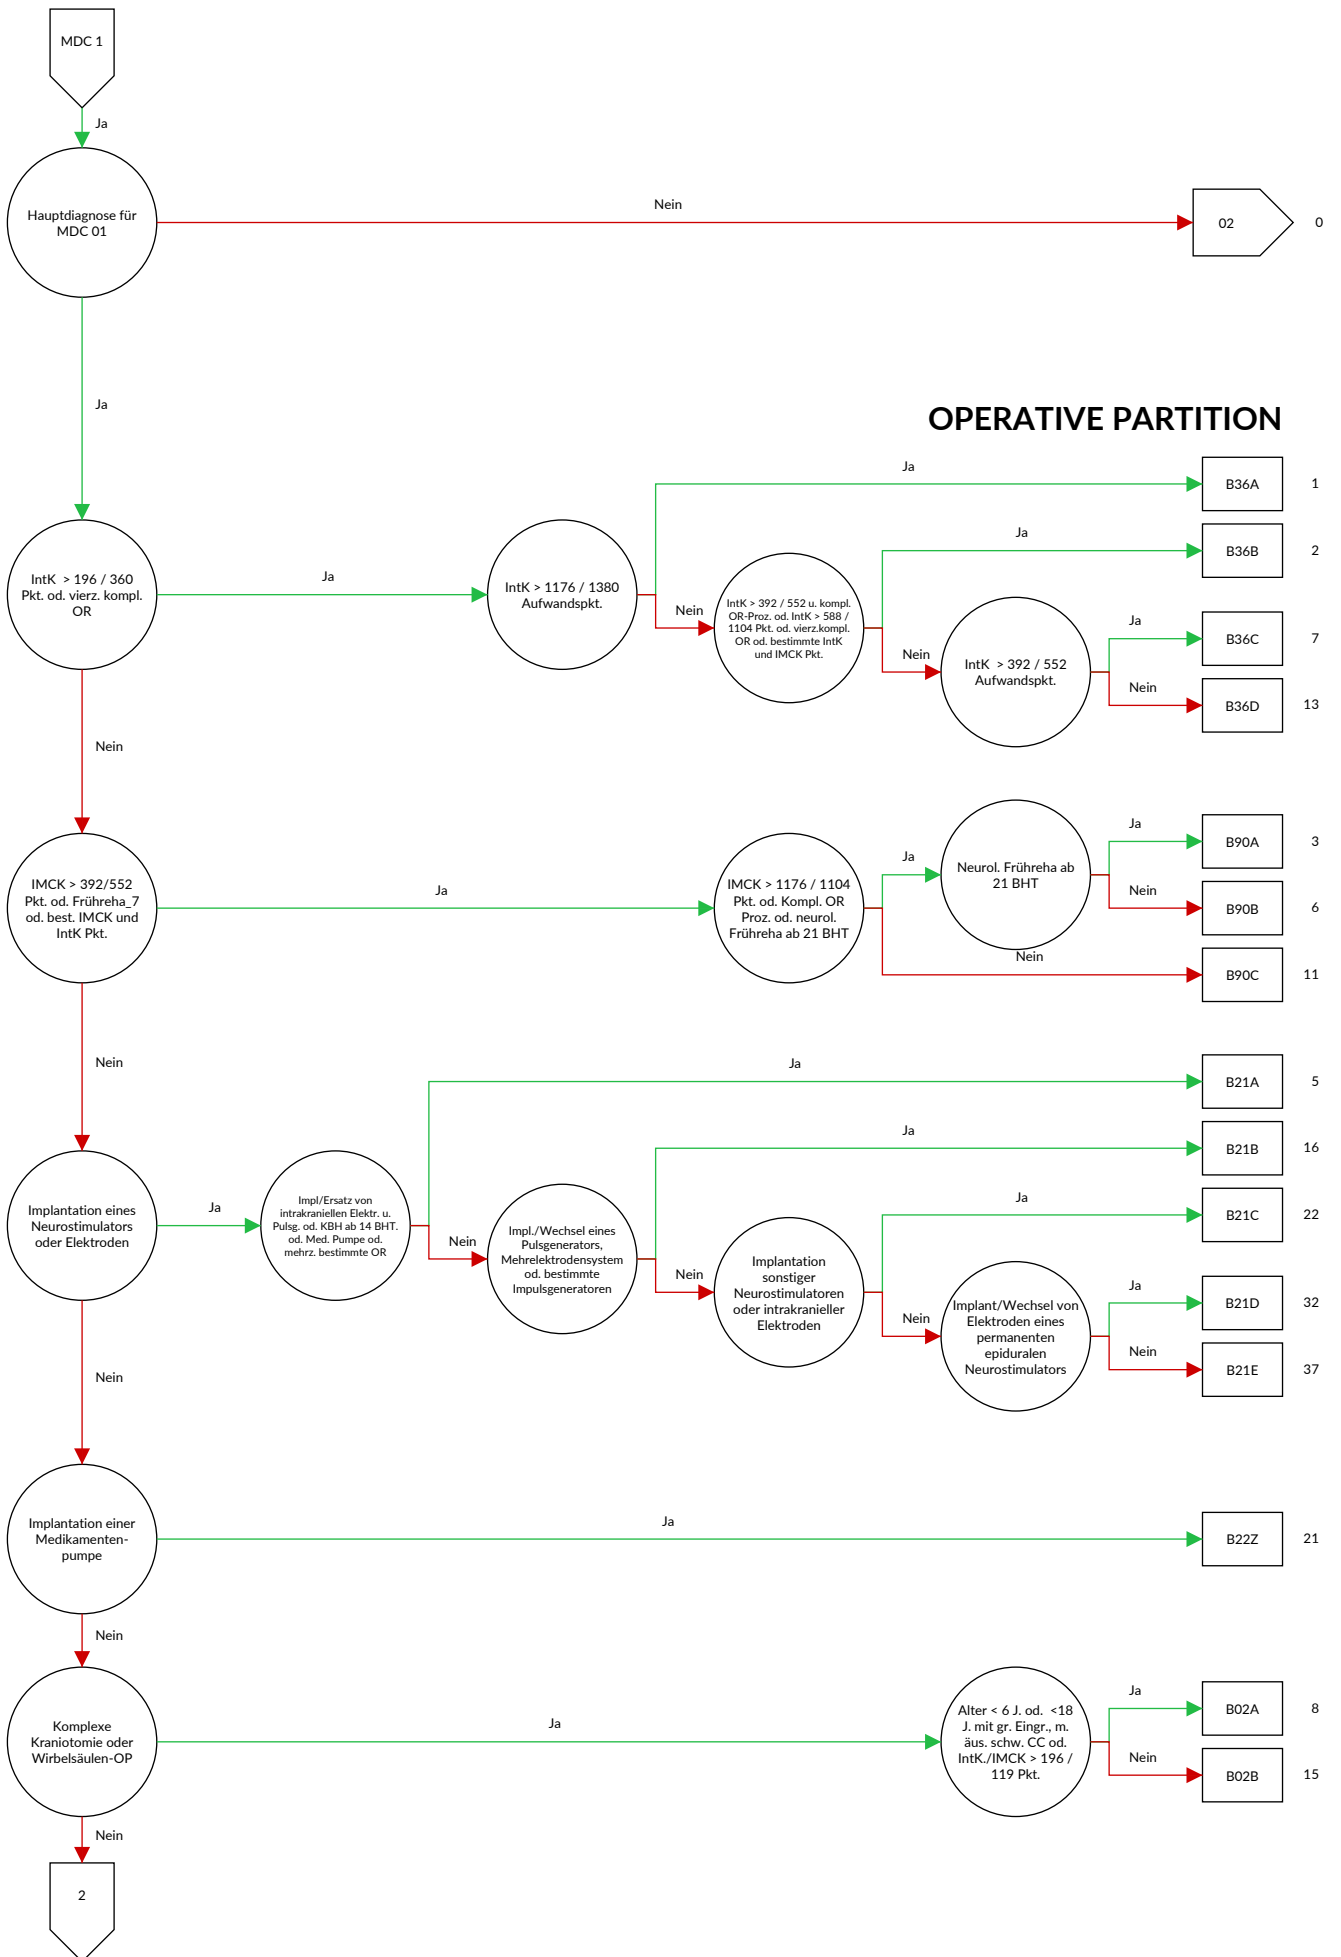 MDC 1
Ja
Hauptdiagnose für
MDC 01
Nein
02
0
Ja
OPERATIVE PARTITION
IntK > 196 / 360
Pkt. od. vierz. kompl.
OR
Ja
IntK > 1176 / 1380
Aufwandspkt.
Ja
B36A
1
Nein
IntK > 392 / 552 u. kompl.
OR-Proz. od. IntK > 588 /
1104 Pkt. od. vierz.kompl.
OR od. bestimmte IntK
und IMCK Pkt.
Ja
B36B
2
Nein
IntK > 392 / 552
Aufwandspkt.
Ja
B36C
7
Nein
B36D
13
Nein
IMCK > 392/552
Pkt. od. Frühreha_7
od. best. IMCK und
IntK Pkt.
Ja
IMCK > 1176 / 1104
Pkt. od. Kompl. OR
Proz. od. neurol.
Frühreha ab 21 BHT
Ja
Neurol. Frühreha ab
21 BHT
Ja
B90A
3
Nein
B90B
6
Nein
B90C
11
Nein
Implantation eines
Neurostimulators
oder Elektroden
Ja
Impl/Ersatz von
intrakraniellen Elektr. u.
Pulsg. od. KBH ab 14 BHT.
od. Med. Pumpe od.
mehrz. bestimmte OR
Ja
B21A
5
Nein
Impl./Wechsel eines
Pulsgenerators,
Mehrelektrodensystem
od. bestimmte
Impulsgeneratoren
Ja
B21B
16
Nein
Implantation
sonstiger
Neurostimulatoren
oder intrakranieller
Elektroden
Ja
B21C
22
Nein
Implant/Wechsel von
Elektroden eines
permanenten
epiduralen
Neurostimulators
Ja
B21D
32
Nein
B21E
37
Nein
Implantation einer
Medikamenten-
pumpe
Ja
B22Z
21
Nein
Komplexe
Kraniotomie oder
Wirbelsäulen-OP
Ja
Alter < 6 J. od. <18
J. mit gr. Eingr., m.
äus. schw. CC od.
IntK./IMCK > 196 /
119 Pkt.
Ja
B02A
8
Nein
B02B
15
Nein
2